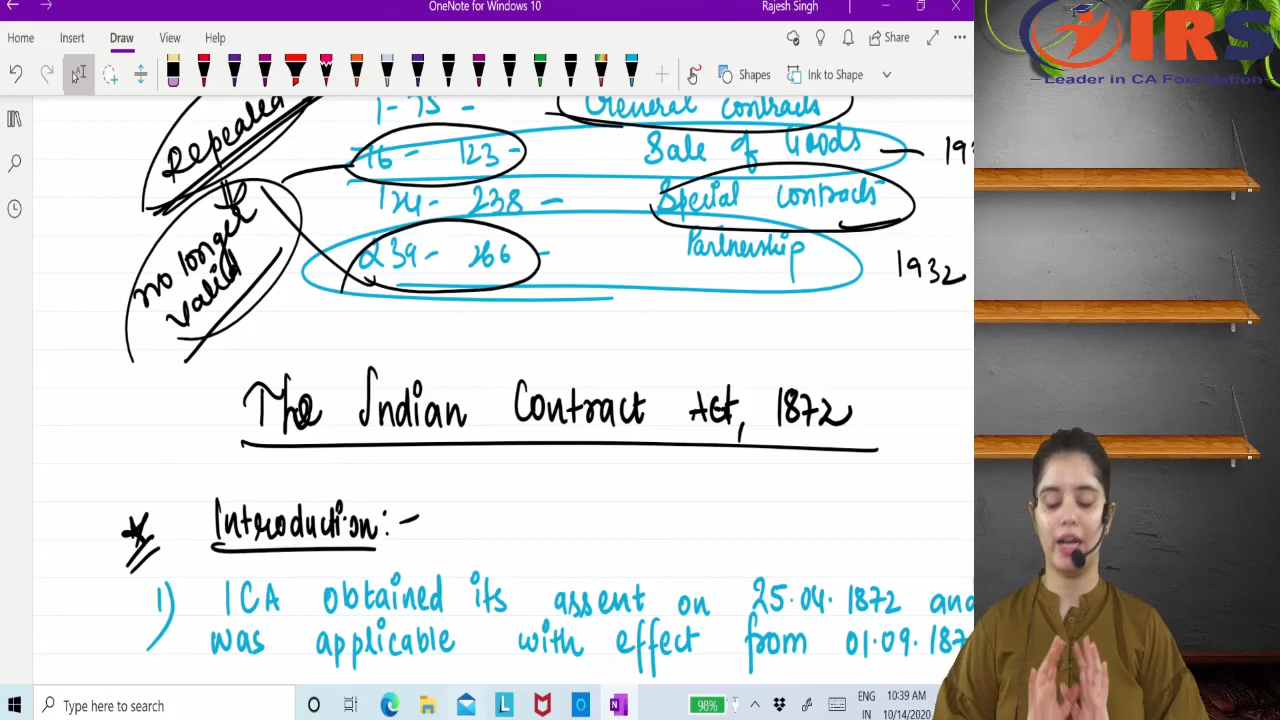 OneNote for Windows 10
Rajesh Singh
Home Insert Draw View Help
Share
Shapes
Ink to Shape
IRS
Leader in CA Foundation
1- 75 - General contracts
Repealed
76 - 123 - Sale of Goods
124 - 238 - Special contracts
no longer
valid
239 - 266 - Partnership 1932
The Indian Contract Act, 1872
Introduction:-
1) ICA obtained its assent on 25.04.1872 and
was applicable with effect from 01.09.187
Type here to search
98%
ENG
IN
10:39 AM
10/14/2020